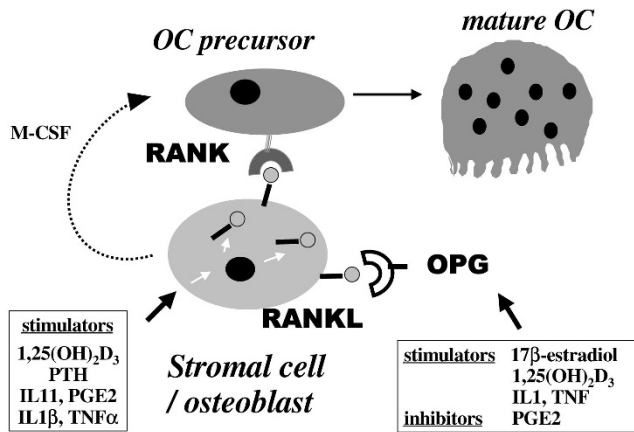 OC precursor
mature OC
M-CSF
RANK
OPG
RANKL
stimulators
1,25(OH)₂D₃
PTH
IL11, PGE2
IL1β, TNFα
Stromal cell
/ osteoblast
stimulators 17β-estradiol
1,25(OH)₂D₃
IL1, TNF
inhibitors PGE2